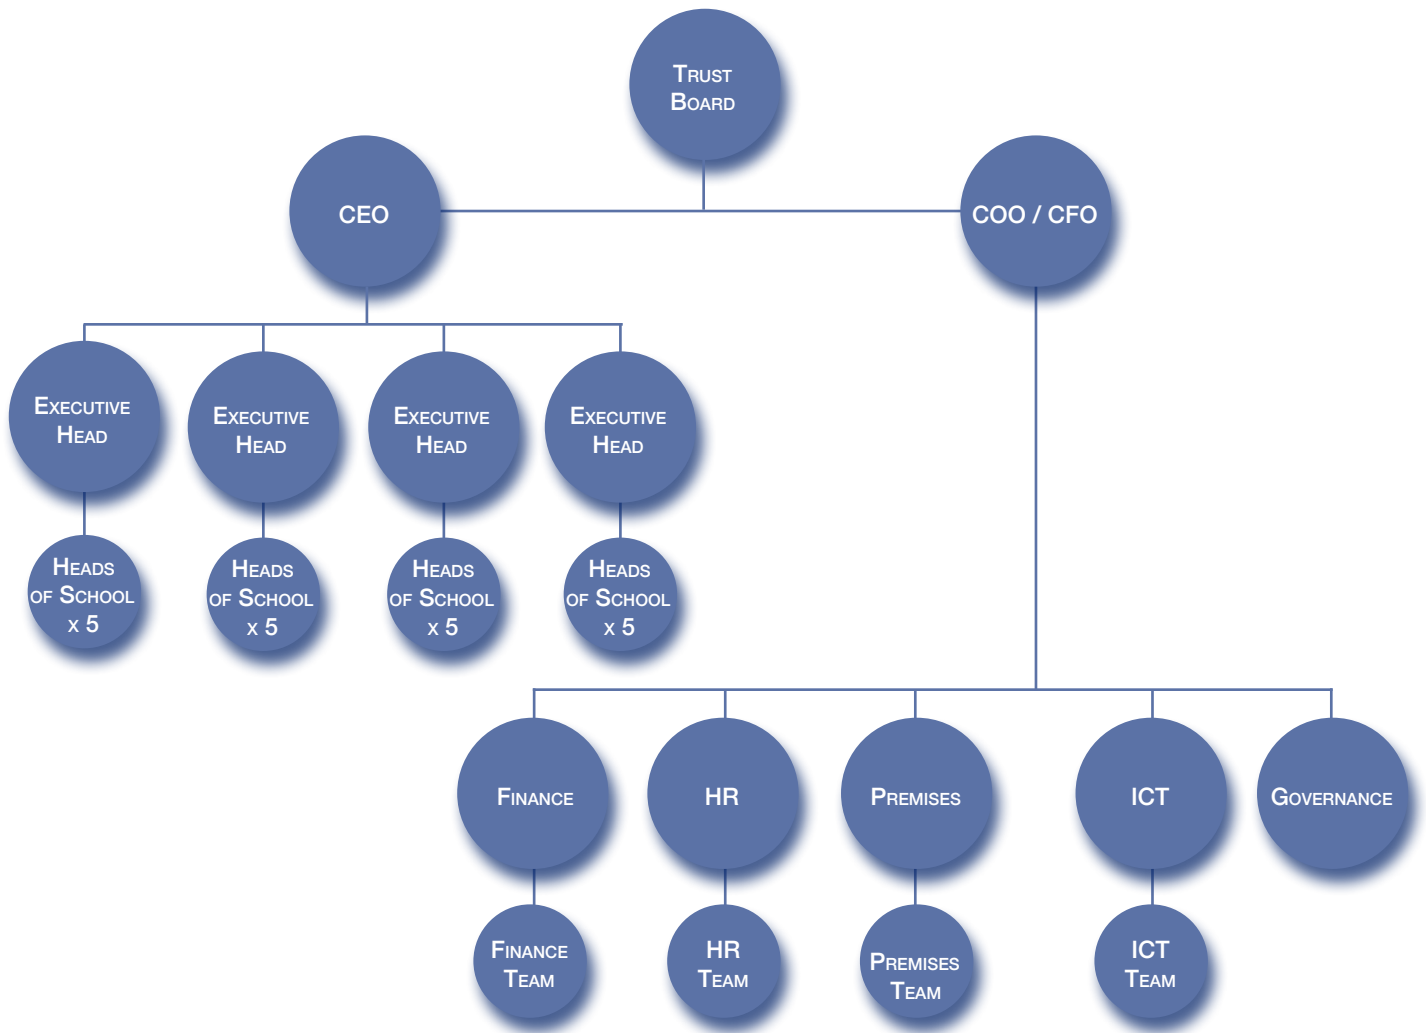 Trust
Board
CEO
COO / CFO
Executive
Head
Executive
Head
Executive
Head
Executive
Head
Heads
of School
x 5
Heads
of School
x 5
Heads
of School
x 5
Heads
of School
x 5
Finance
HR
Premises
ICT
Governance
Finance
Team
HR
Team
Premises
Team
ICT
Team